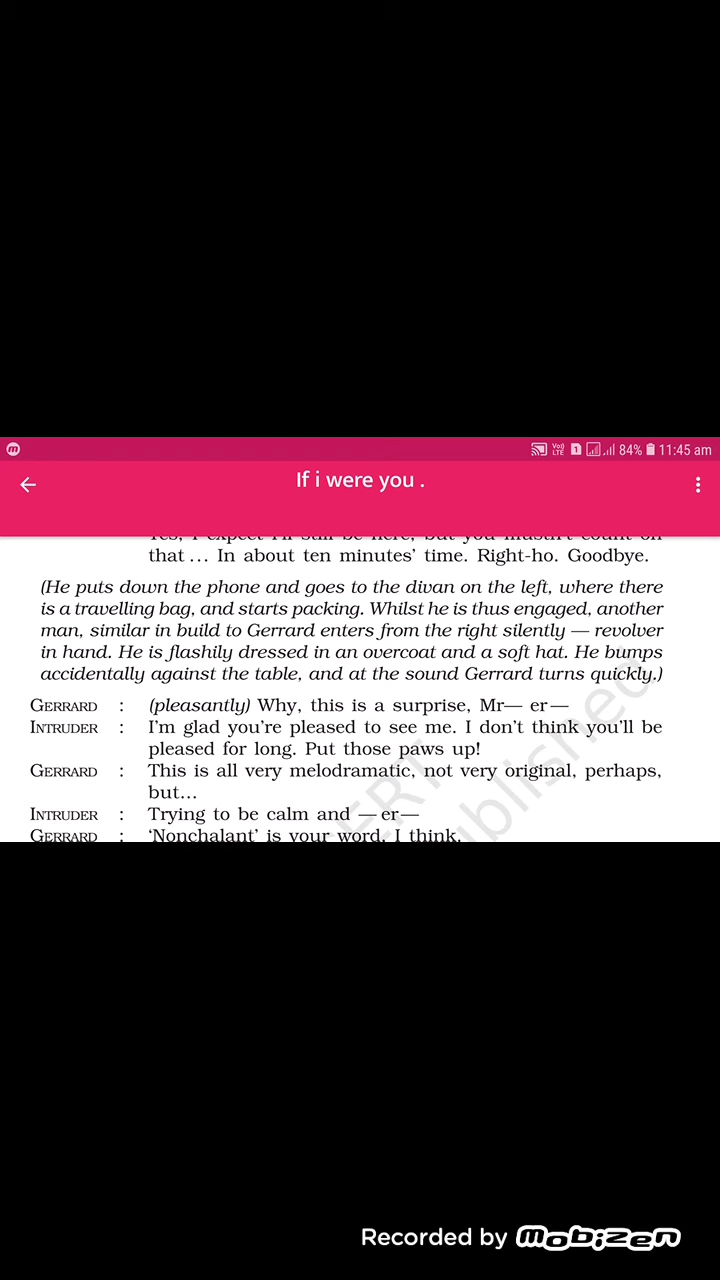 84% 11:45 am
If i were you .
that ... In about ten minutes' time. Right-ho. Goodbye.
(He puts down the phone and goes to the divan on the left, where there
is a travelling bag, and starts packing. Whilst he is thus engaged, another
man, similar in build to Gerrard enters from the right silently — revolver
in hand. He is flashily dressed in an overcoat and a soft hat. He bumps
accidentally against the table, and at the sound Gerrard turns quickly.)
GERRARD : (pleasantly) Why, this is a surprise, Mr— er—
INTRUDER : I'm glad you're pleased to see me. I don't think you'll be
pleased for long. Put those paws up!
GERRARD : This is all very melodramatic, not very original, perhaps,
but...
INTRUDER : Trying to be calm and —er—
GERRARD : 'Nonchalant' is your word, I think.
Recorded by Mobizen